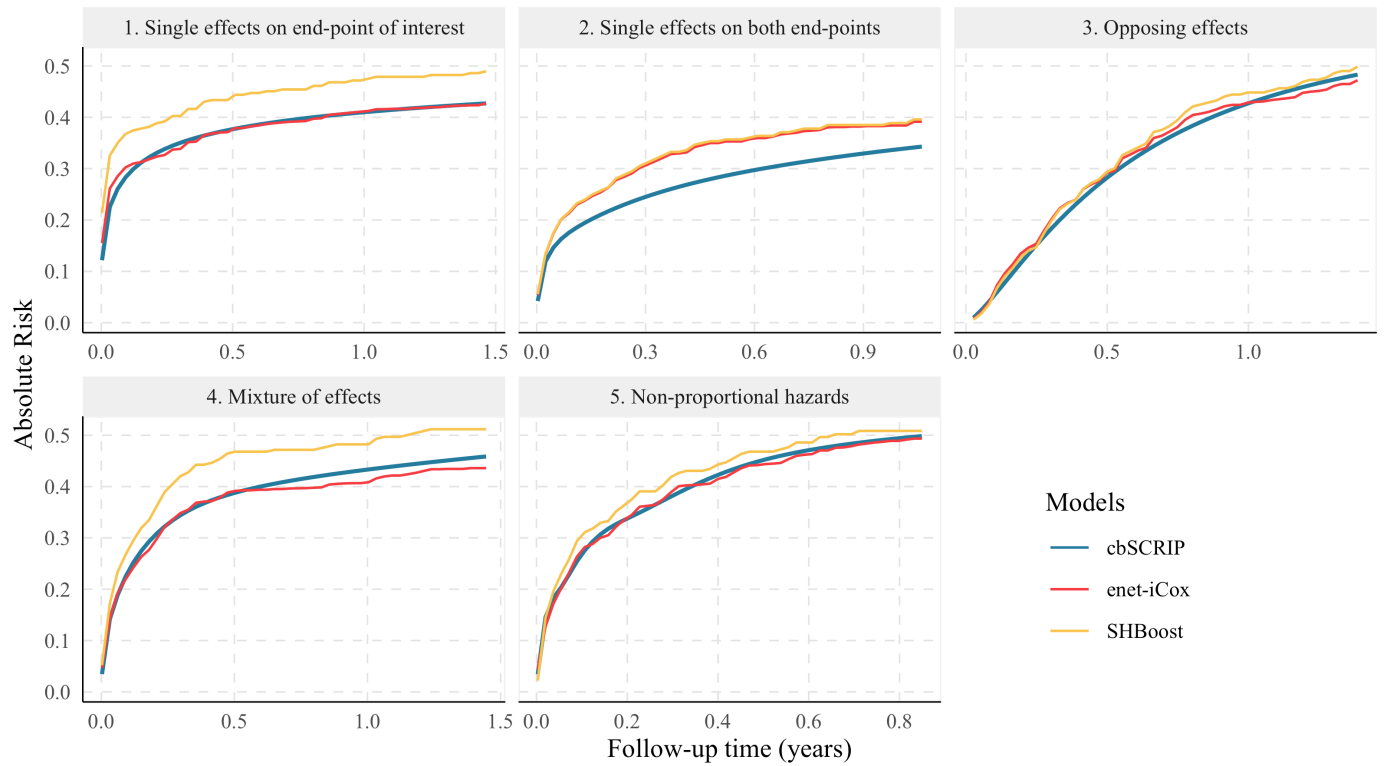 1. Single effects on end-point of interest
2. Single effects on both end-points
3. Opposing effects
0.5
0.4
0.3
0.2
0.1
0.0
0.0 0.5 1.0 1.5
0.0 0.3 0.6 0.9
0.0 0.5 1.0
Absolute Risk
4. Mixture of effects
5. Non-proportional hazards
0.5
0.4
0.3
0.2
0.1
0.0
0.0 0.5 1.0 1.5
0.0 0.2 0.4 0.6 0.8
Follow-up time (years)
Models
cbSCRIP
enet-iCox
SHBoost